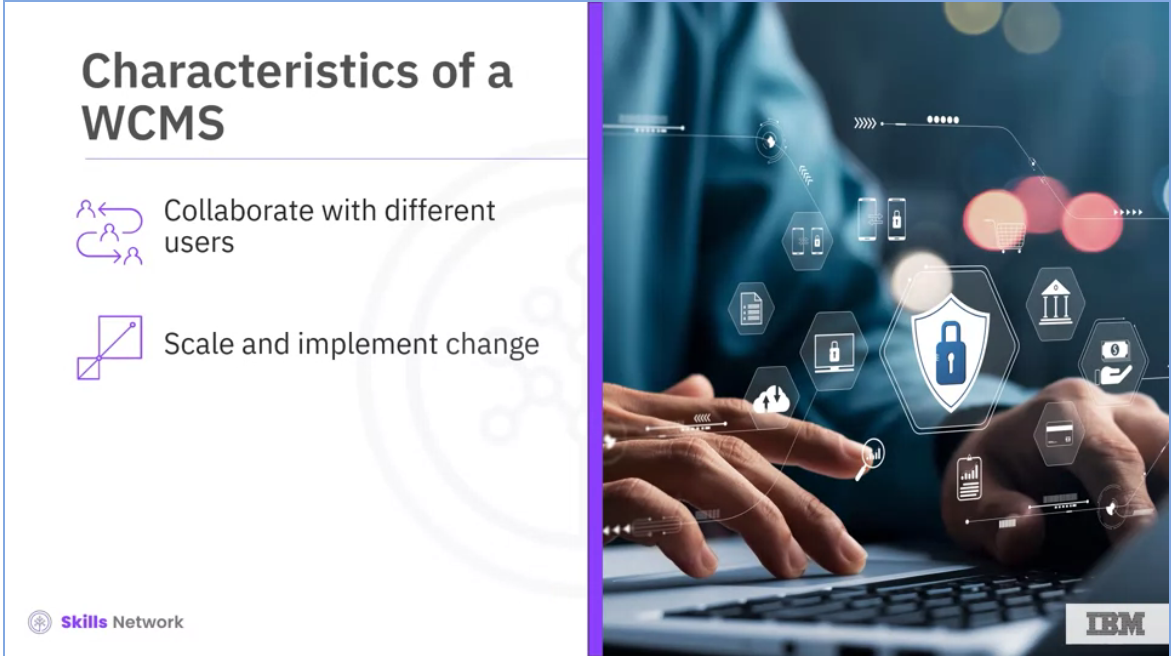 Characteristics of a
WCMS
Collaborate with different
users
Scale and implement change
Skills Network
IBM